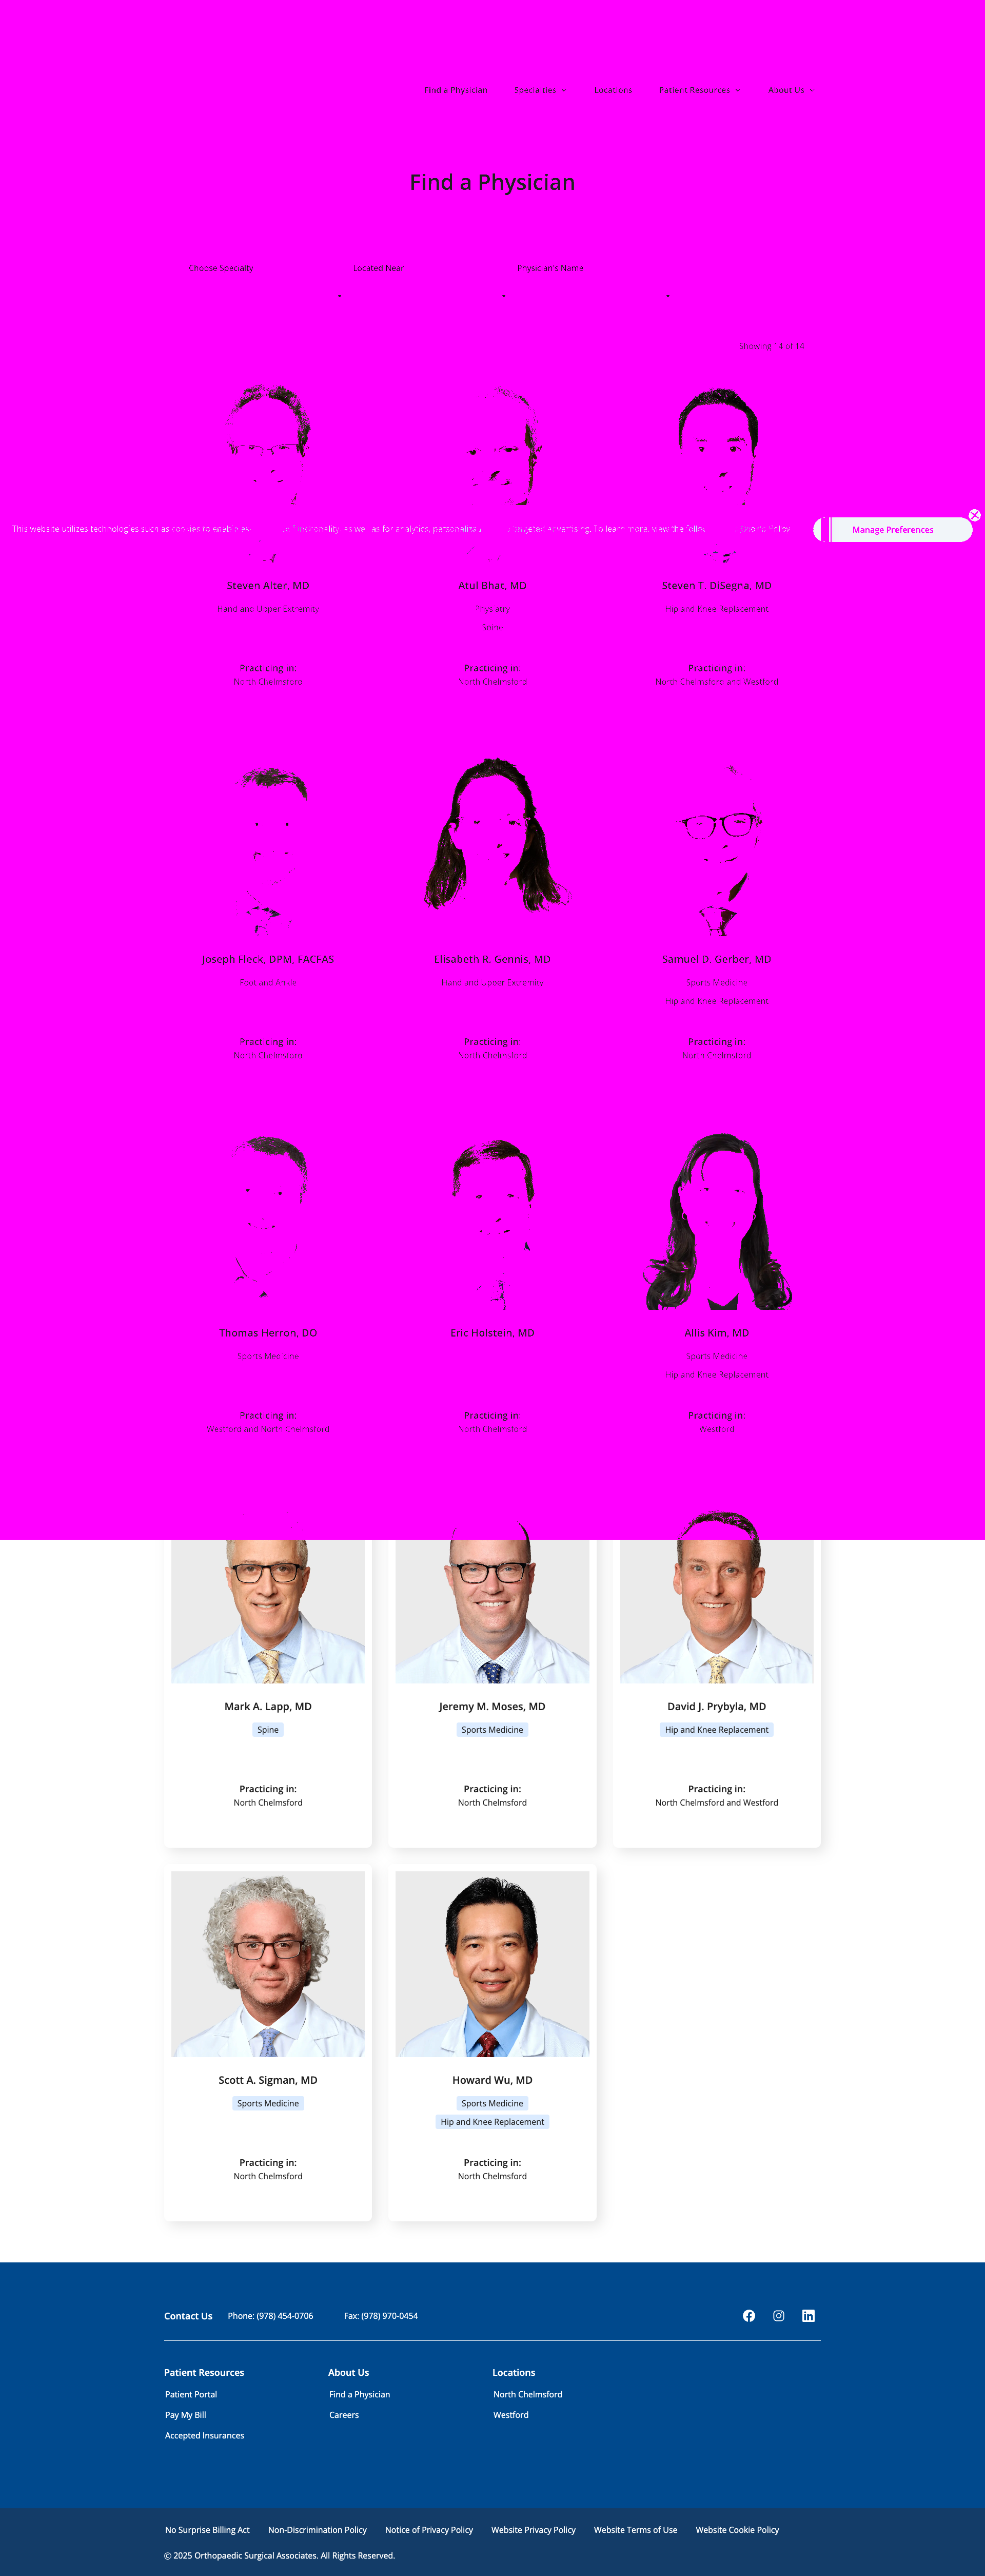 Find a Physician Specialties Locations Patient Resources About Us
Find a Physician
Choose Specialty Located Near Physician's Name
Showing 14 of 14
This website utilizes technologies such as cookies to enable es functionality, as well as for analytics, personaliza targeted advertising. To learn more, view the follo Policy
Manage Preferences
Steven Alter, MD Atul Bhat, MD Steven T. DiSegna, MD
Hand and Upper Extremity Physiatry Hip and Knee Replacement
Spine
Practicing in: Practicing in: Practicing in:
North Chelmsford North Chelmsford North Chelmsford and Westford
Joseph Fleck, DPM, FACFAS Elisabeth R. Gennis, MD Samuel D. Gerber, MD
Foot and Ankle Hand and Upper Extremity Sports Medicine
Hip and Knee Replacement
Practicing in: Practicing in: Practicing in:
North Chelmsford North Chelmsford North Chelmsford
Thomas Herron, DO Eric Holstein, MD Allis Kim, MD
Sports Medicine Sports Medicine
Hip and Knee Replacement
Practicing in: Practicing in: Practicing in:
Westford and North Chelmsford North Chelmsford Westford
Mark A. Lapp, MD Jeremy M. Moses, MD David J. Prybyla, MD
Spine Sports Medicine Hip and Knee Replacement
Practicing in: Practicing in: Practicing in:
North Chelmsford North Chelmsford North Chelmsford and Westford
Scott A. Sigman, MD Howard Wu, MD
Sports Medicine Sports Medicine
Hip and Knee Replacement
Practicing in: Practicing in:
North Chelmsford North Chelmsford
Contact Us Phone: (978) 454-0706 Fax: (978) 970-0454
Patient Resources About Us Locations
Patient Portal Find a Physician North Chelmsford
Pay My Bill Careers Westford
Accepted Insurances
No Surprise Billing Act Non-Discrimination Policy Notice of Privacy Policy Website Privacy Policy Website Terms of Use Website Cookie Policy
© 2025 Orthopaedic Surgical Associates. All Rights Reserved.